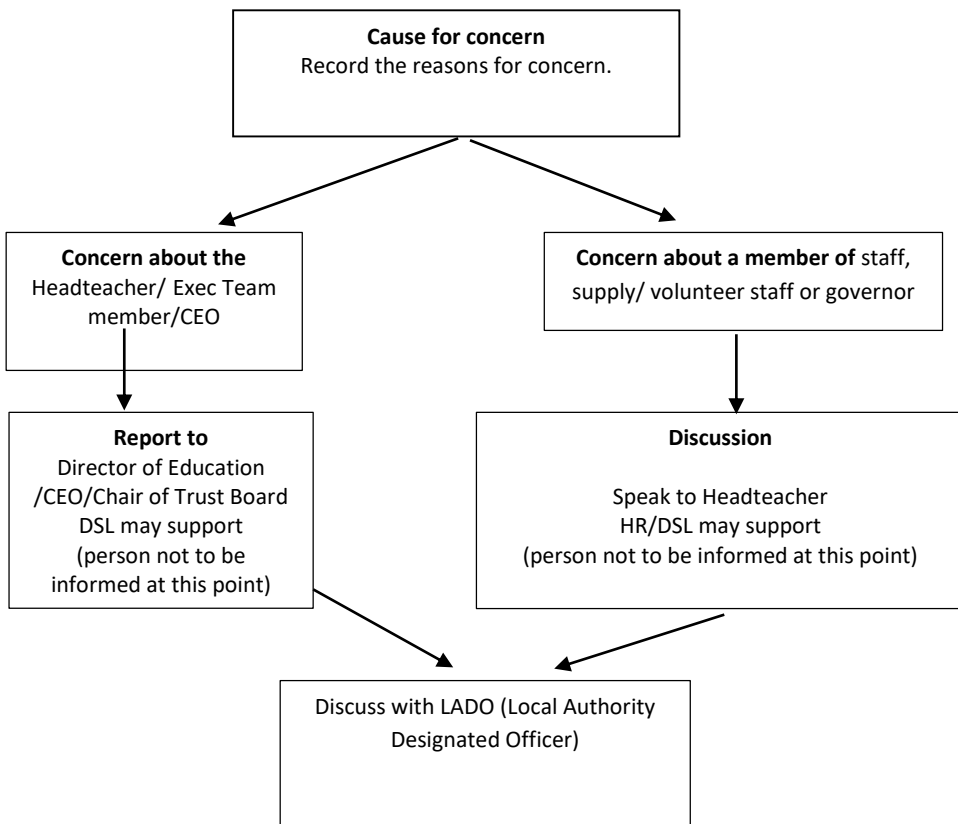 Cause for concern
Record the reasons for concern.
Concern about the
Headteacher/ Exec Team
member/CEO
Concern about a member of staff,
supply/ volunteer staff or governor
Report to
Director of Education
/CEO/Chair of Trust Board
DSL may support
(person not to be
informed at this point)
Discussion
Speak to Headteacher
HR/DSL may support
(person not to be informed at this point)
Discuss with LADO (Local Authority
Designated Officer)